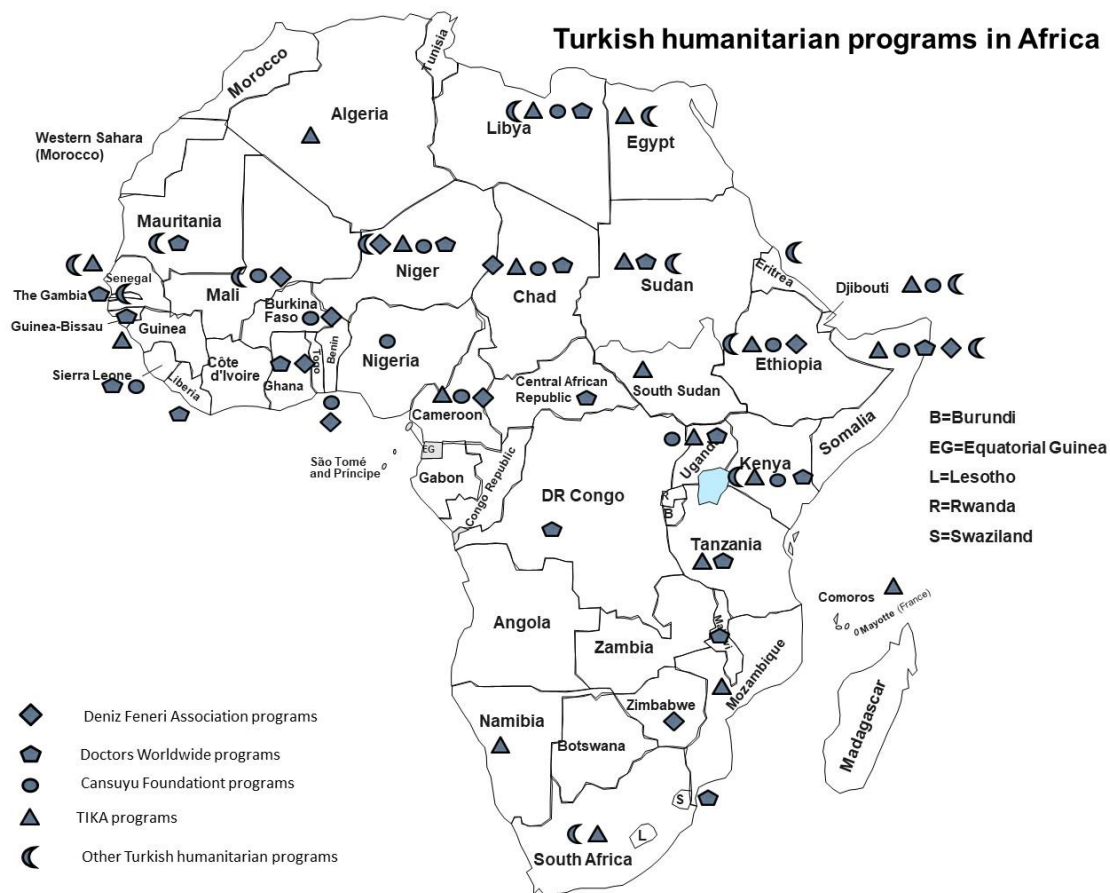 Turkish humanitarian programs in Africa
Morocco
Tunisia
Algeria
Libya
Egypt
Western Sahara
(Morocco)
Mauritania
Mali
Niger
Chad
Sudan
Eritrea
Djibouti
Senegal
The Gambia
Guinea-Bissau
Guinea
Sierra Leone
Liberia
Côte
d'Ivoire
Burkina
Faso
Ghana
Togo
Benin
Nigeria
Cameroon
Central African
Republic
South Sudan
Ethiopia
Somalia
EG
São Tomé
and Principe
Gabon
Congo Republic
DR Congo
Uganda
Kenya
R
B
Tanzania
Comoros
Mayotte (France)
Angola
Zambia
Mozambique
Madagascar
Namibia
Botswana
Zimbabwe
S
L
South Africa
B=Burundi
EG=Equatorial Guinea
L=Lesotho
R=Rwanda
S=Swaziland
Deniz Feneri Association programs
Doctors Worldwide programs
Cansuyu Foundationt programs
TIKA programs
Other Turkish humanitarian programs